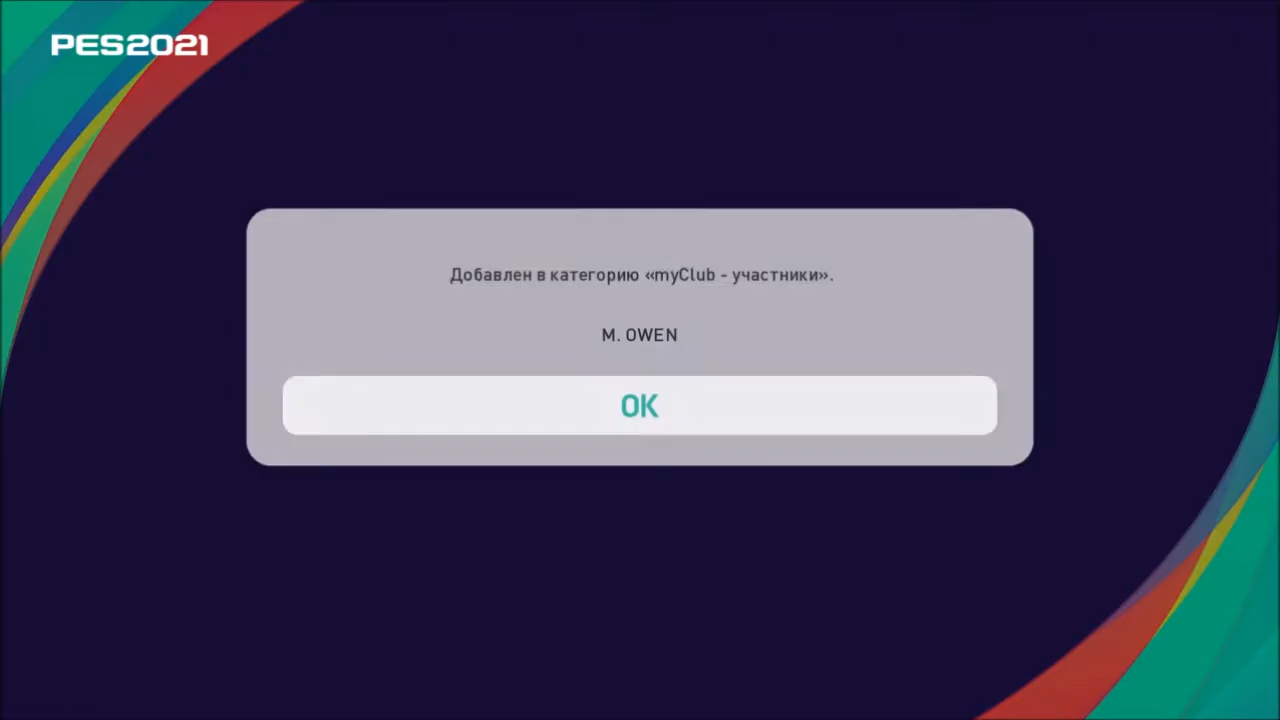 PES2021
Добавлен в категорию «myClub - участники».
M. OWEN
OK